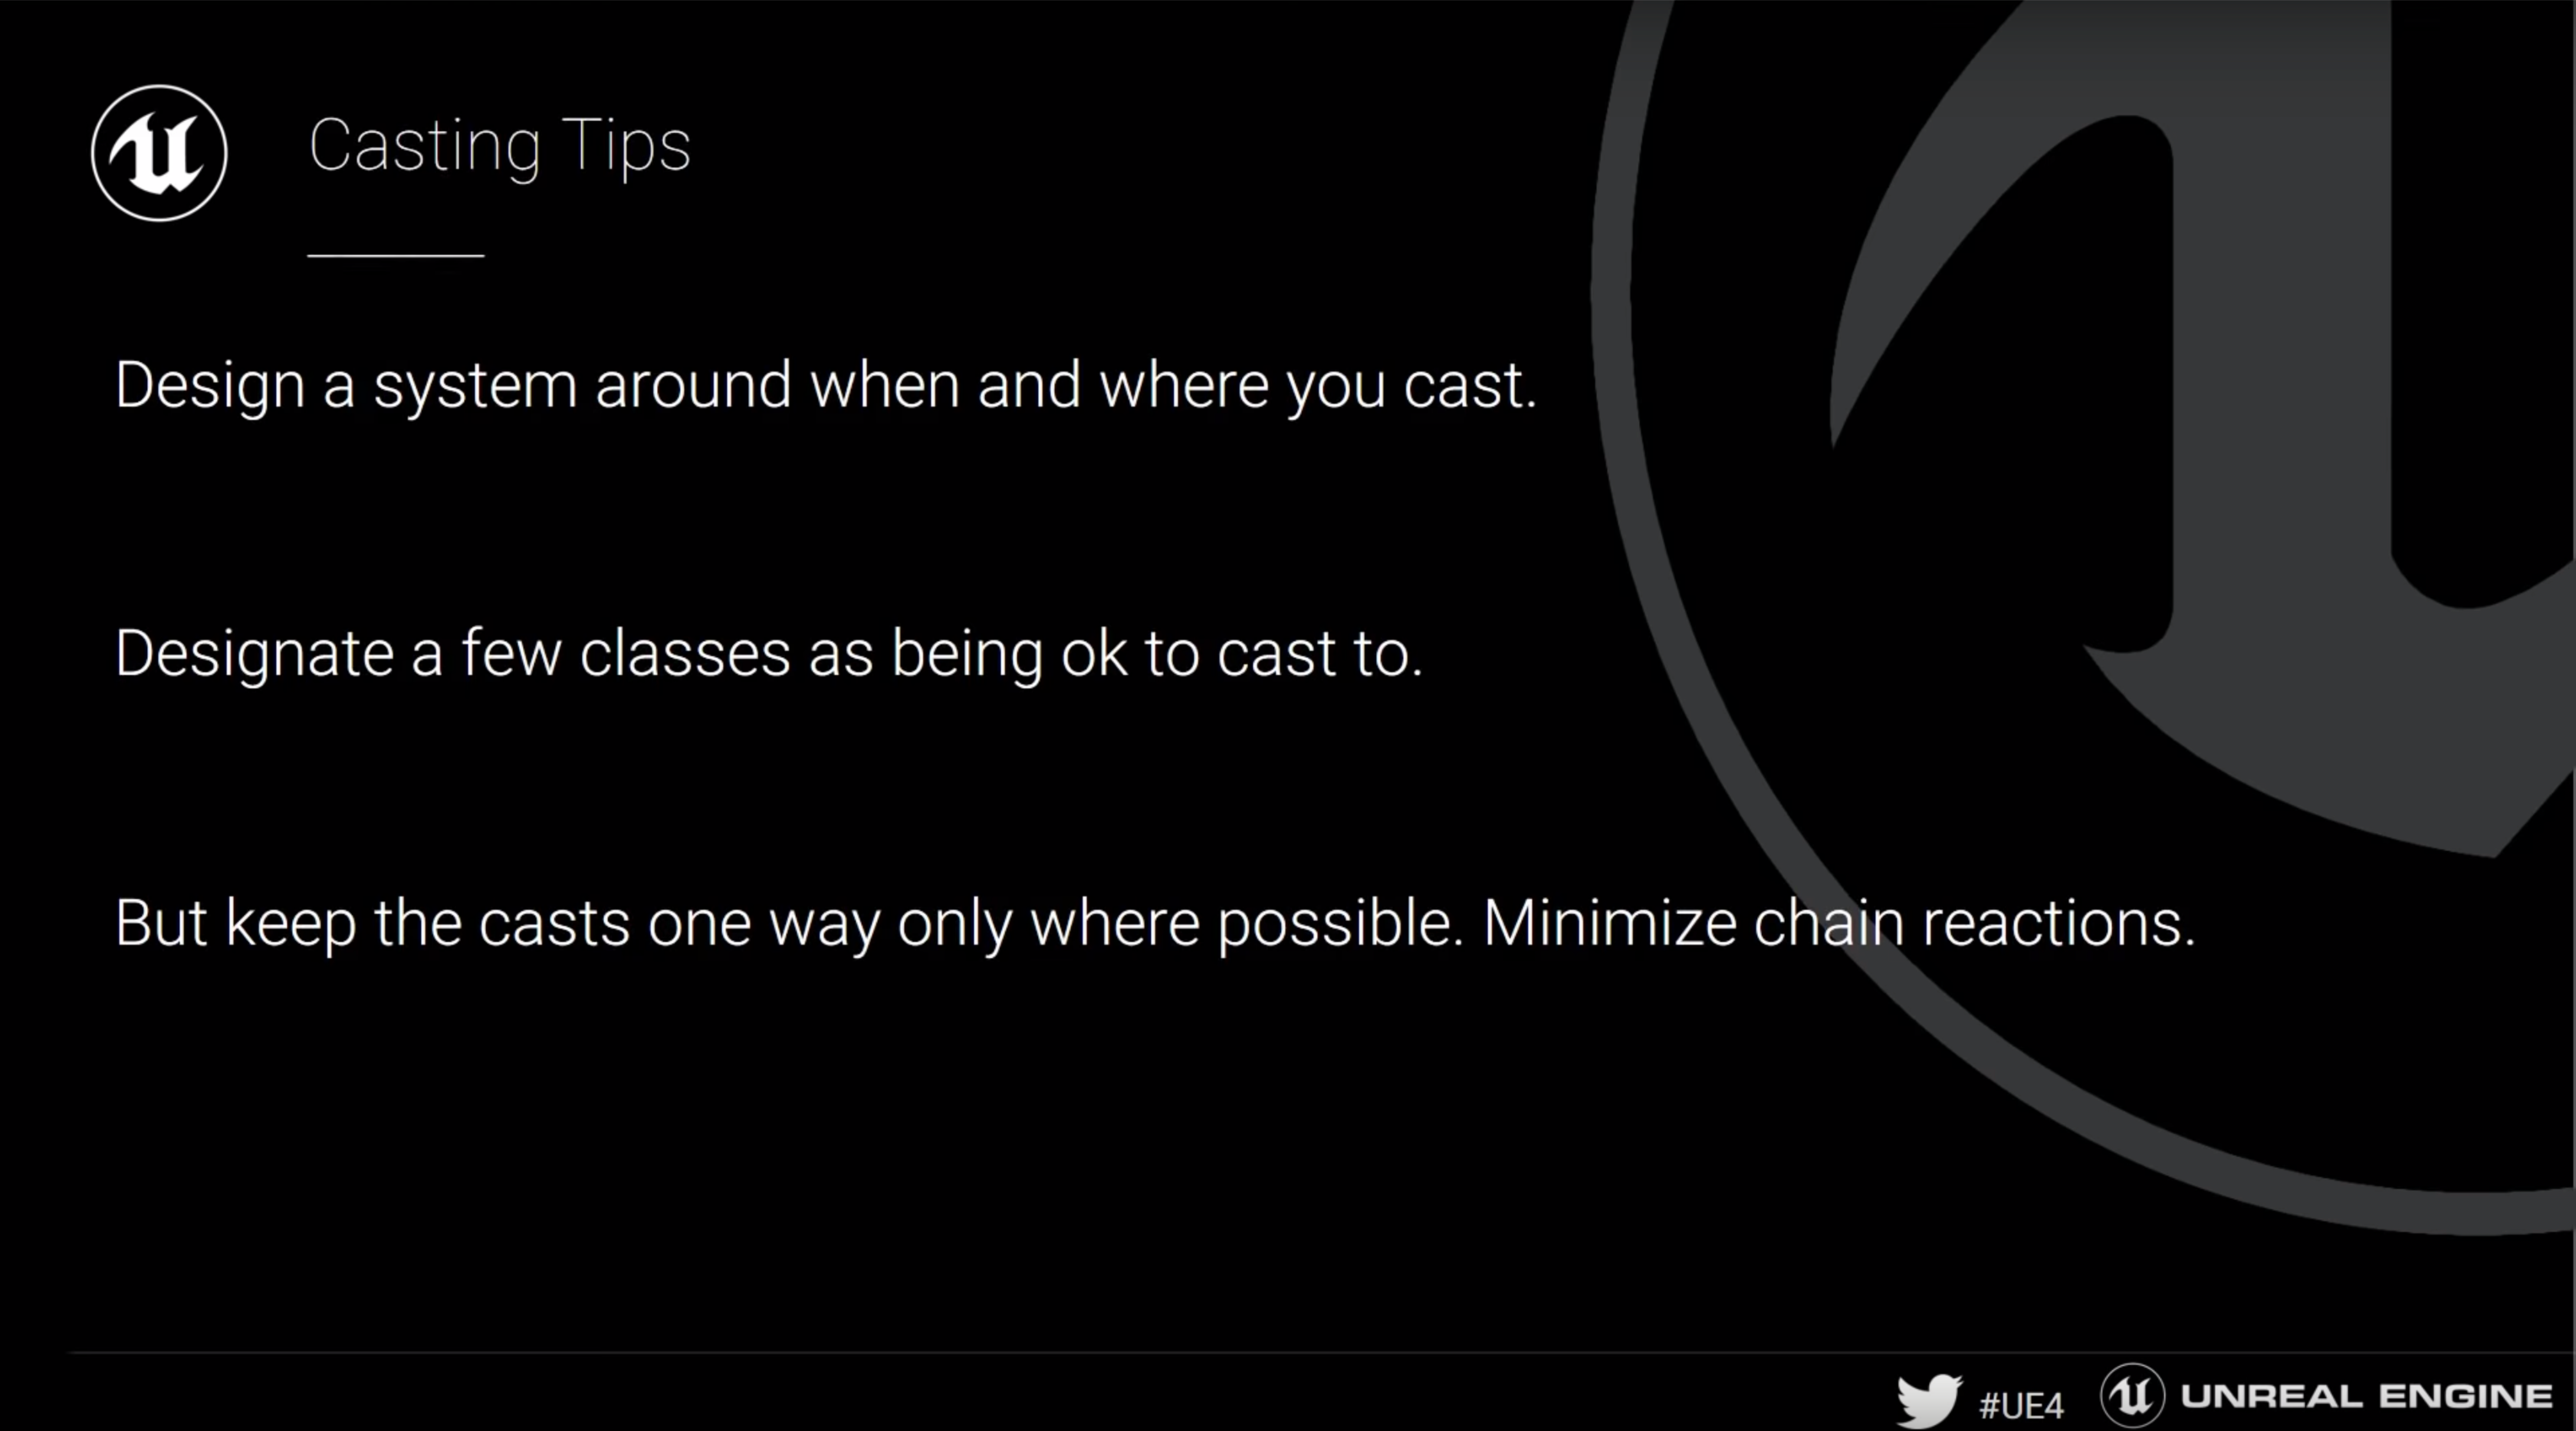 Casting Tips
Design a system around when and where you cast.
Designate a few classes as being ok to cast to.
But keep the casts one way only where possible. Minimize chain reactions.
#UE4
UNREAL ENGINE